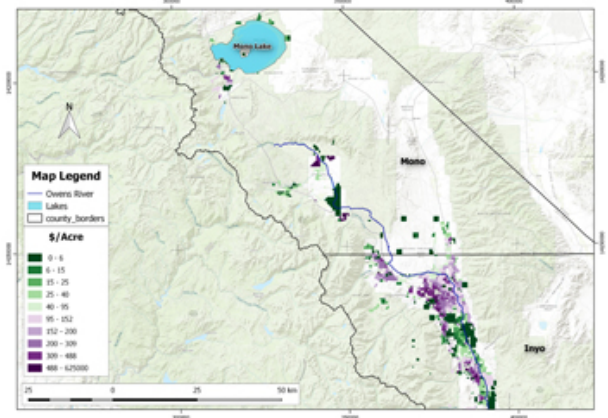 Mono Lake
N
Mono
Map Legend
Owens River
Lakes
county_borders
$/Acre
0 - 6
6 - 15
15 - 25
25 - 40
40 - 95
95 - 152
152 - 200
200 - 309
309 - 488
488 - 625000
Inyo
25 0 25 50 km